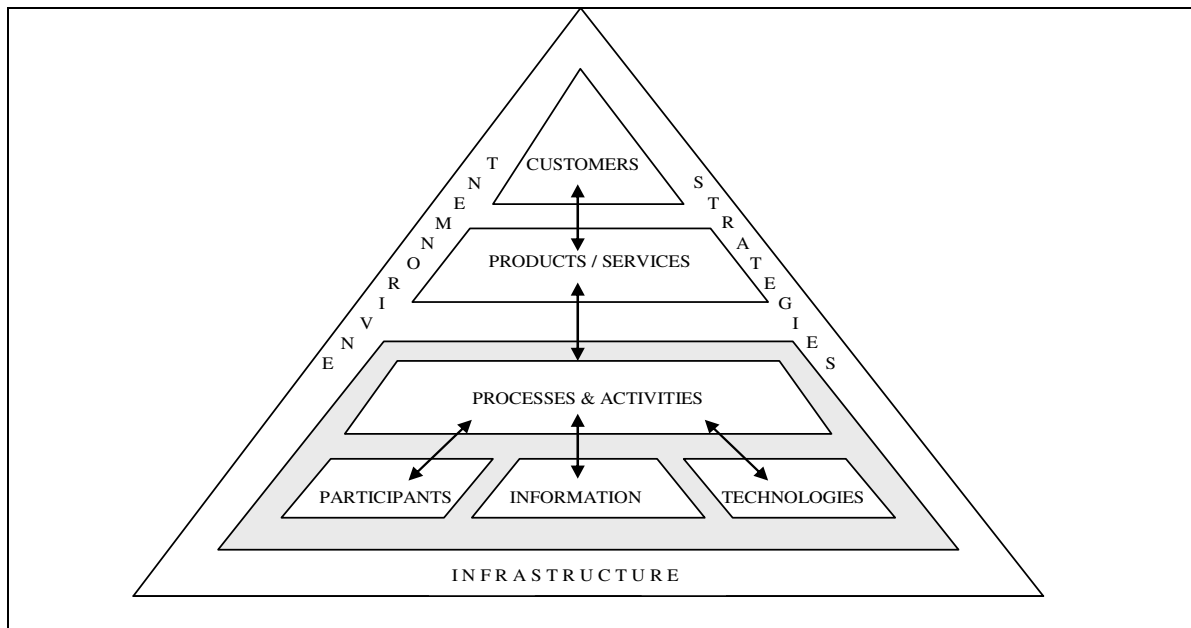 ENVIRONMENT
STRATEGIES
CUSTOMERS
PRODUCTS / SERVICES
PROCESSES & ACTIVITIES
PARTICIPANTS
INFORMATION
TECHNOLOGIES
INFRASTRUCTURE